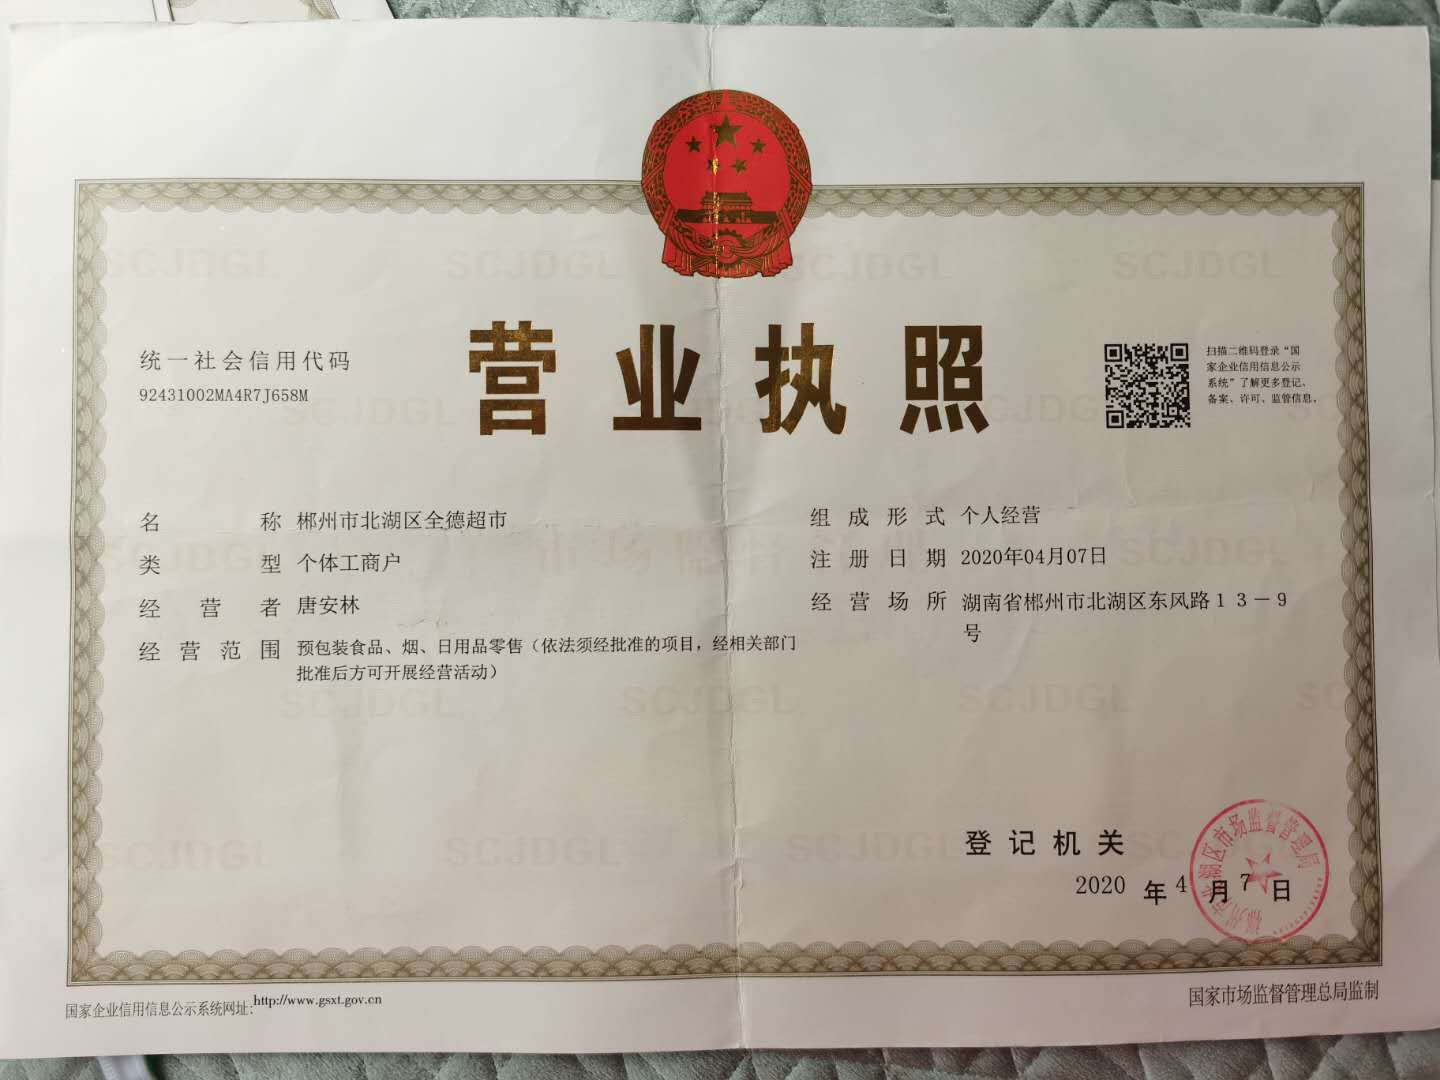 营业执照
统一社会信用代码
92431002MA4R7J658M
扫描二维码登录“国
家企业信用信息公示
系统”了解更多登记、
备案、许可、监管信息。
名称 郴州市北湖区全德超市
类型 个体工商户
经营者 唐安林
经营范围 预包装食品、烟、日用品零售（依法须经批准的项目，经相关部门
批准后方可开展经营活动）
组成形式 个人经营
注册日期 2020年04月07日
经营场所 湖南省郴州市北湖区东风路１３－９
号
登记机关
2020 年 4 月 7 日
郴州市北湖区市场监督管理局
国家企业信用信息公示系统网址：http://www.gsxt.gov.cn
国家市场监督管理总局监制
SCJDGL